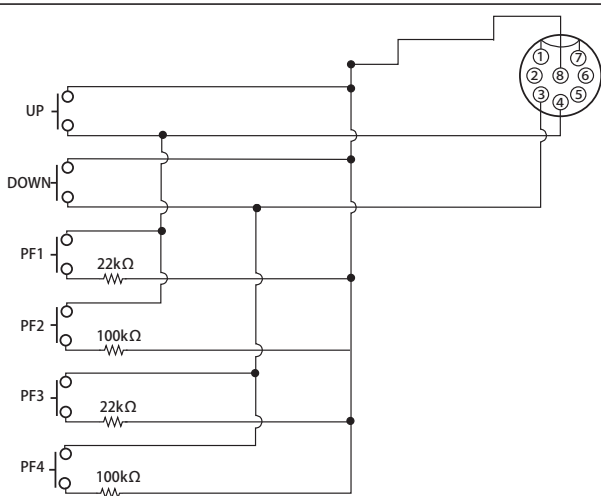 1 7
2 8 6
3 5
4
UP
DOWN
PF1
22kΩ
PF2
100kΩ
PF3
22kΩ
PF4
100kΩ